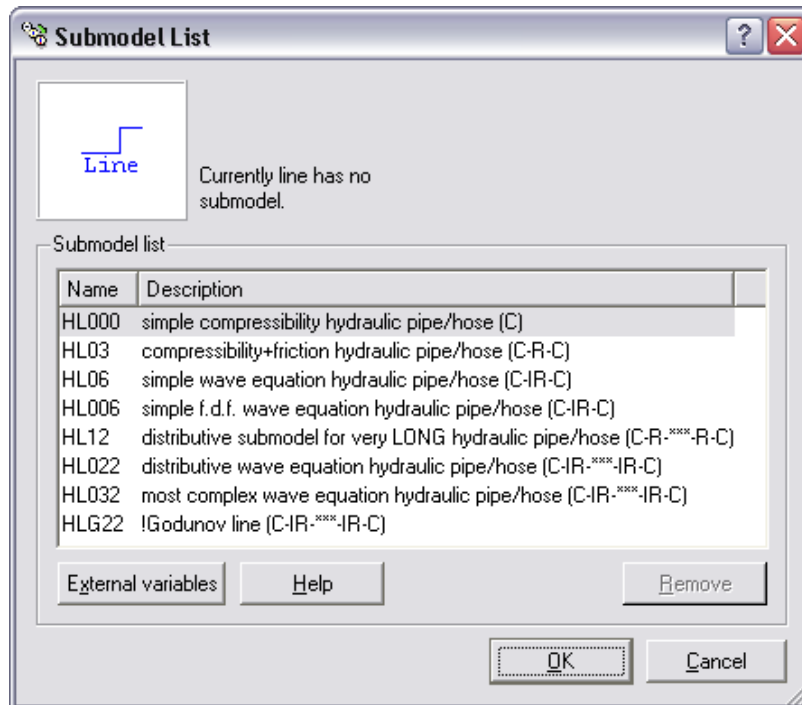 Submodel List
?
Line
Currently line has no
submodel.
Submodel list
Name Description
HL000 simple compressibility hydraulic pipe/hose (C)
HL03 compressibility+friction hydraulic pipe/hose (C-R-C)
HL06 simple wave equation hydraulic pipe/hose (C-IR-C)
HL006 simple f.d.f. wave equation hydraulic pipe/hose (C-IR-C)
HL12 distributive submodel for very LONG hydraulic pipe/hose (C-R-***-R-C)
HL022 distributive wave equation hydraulic pipe/hose (C-IR-***-IR-C)
HL032 most complex wave equation hydraulic pipe/hose (C-IR-***-IR-C)
HLG22 !Godunov line (C-IR-***-IR-C)
External variables Help Remove
OK Cancel